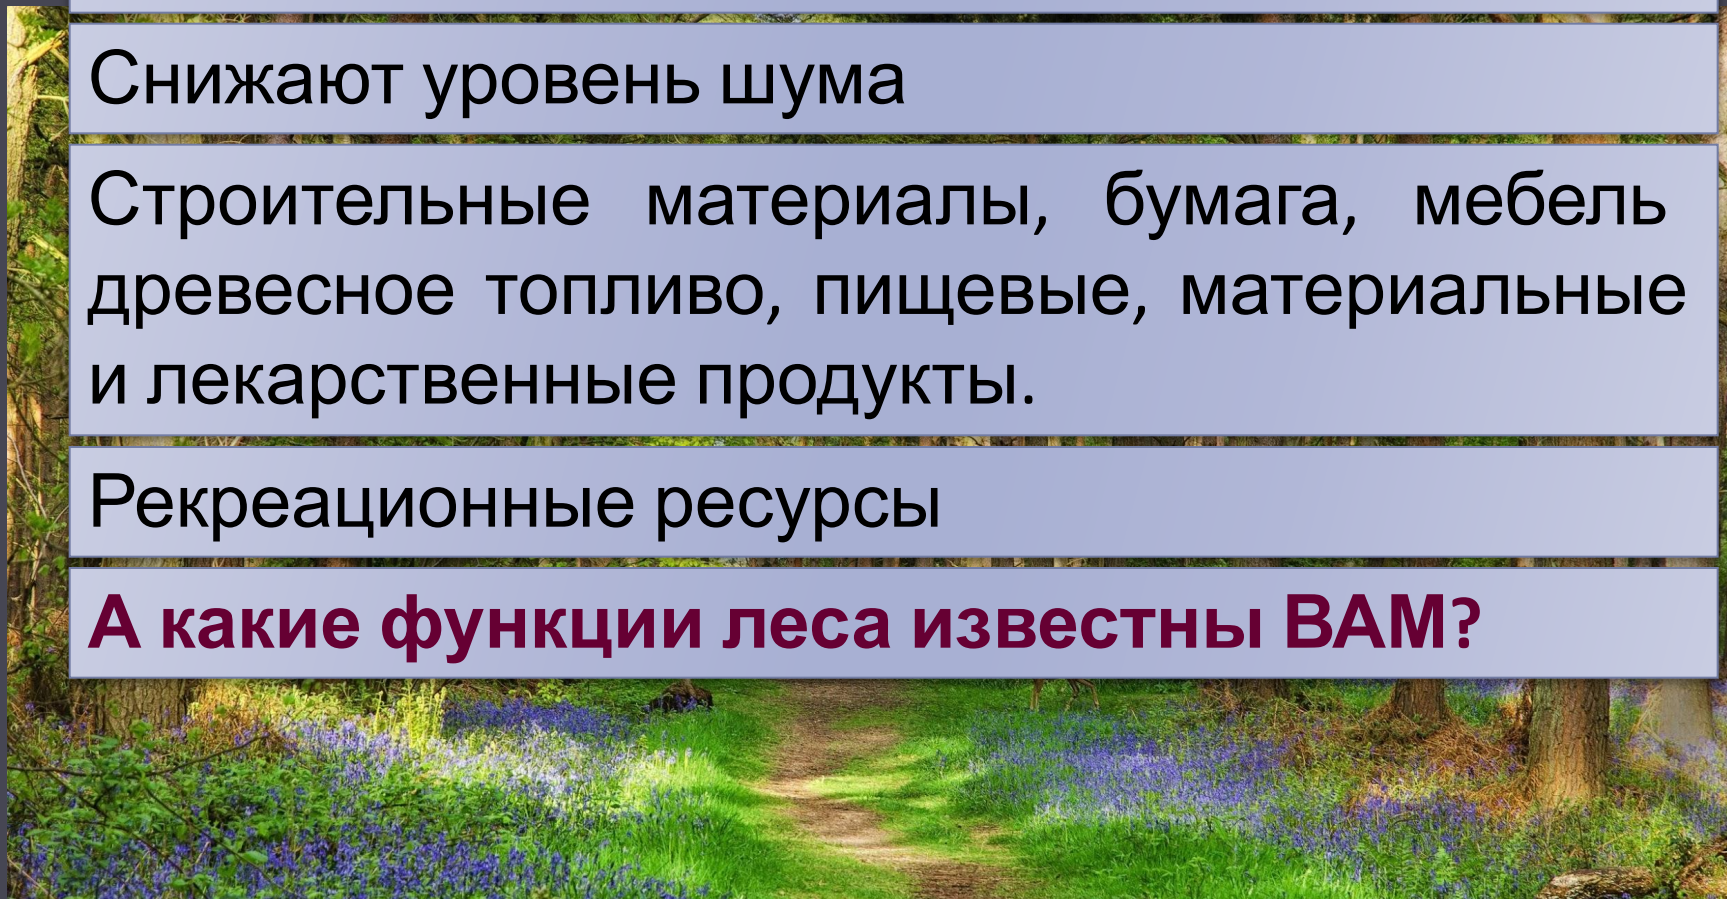 Снижают уровень шума
Строительные материалы, бумага, мебель
древесное топливо, пищевые, материальные
и лекарственные продукты.
Рекреационные ресурсы
А какие функции леса известны ВАМ?